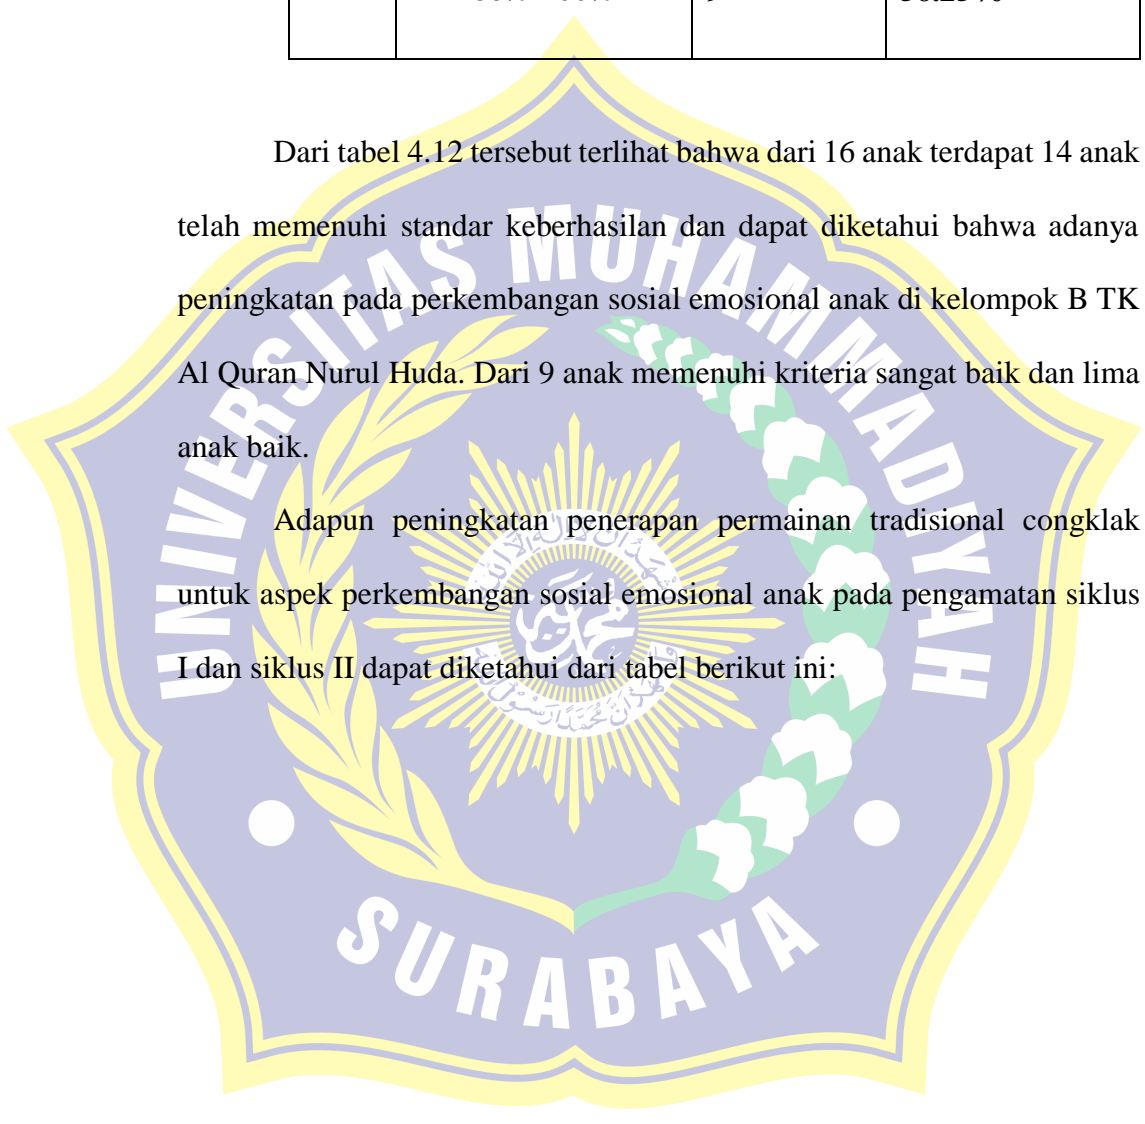 9
Dari tabel 4.12 tersebut terlihat bahwa dari 16 anak terdapat 14 anak
telah memenuhi standar keberhasilan dan dapat diketahui bahwa adanya
peningkatan pada perkembangan sosial emosional anak di kelompok B TK
Al Quran Nurul Huda. Dari 9 anak memenuhi kriteria sangat baik dan lima
anak baik.
Adapun peningkatan penerapan permainan tradisional congklak
untuk aspek perkembangan sosial emosional anak pada pengamatan siklus
I dan siklus II dapat diketahui dari tabel berikut ini:
UNIVERSITAS MUHAMMADIYAH
SURABAYA